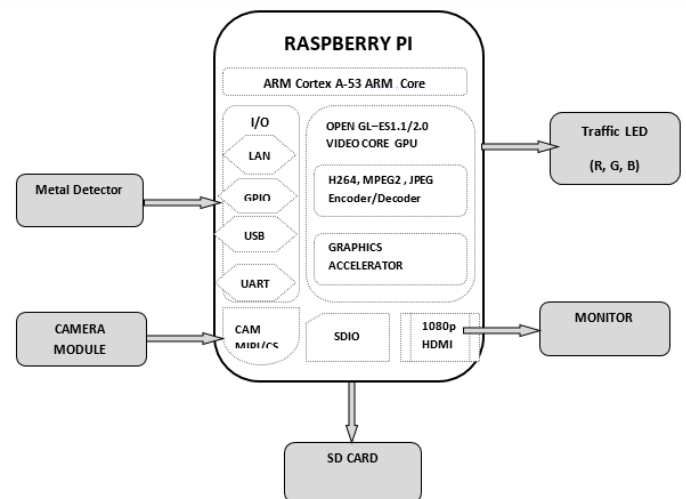 RASPBERRY PI
ARM Cortex A-53 ARM Core
I/O
LAN
GPIO
USB
UART
OPEN GL–ES1.1/2.0
VIDEO CORE GPU
H264, MPEG2 , JPEG
Encoder/Decoder
GRAPHICS
ACCELERATOR
CAM
MIPI/CS
SDIO
1080p
HDMI
Metal Detector
CAMERA
MODULE
Traffic LED
(R, G, B)
MONITOR
SD CARD